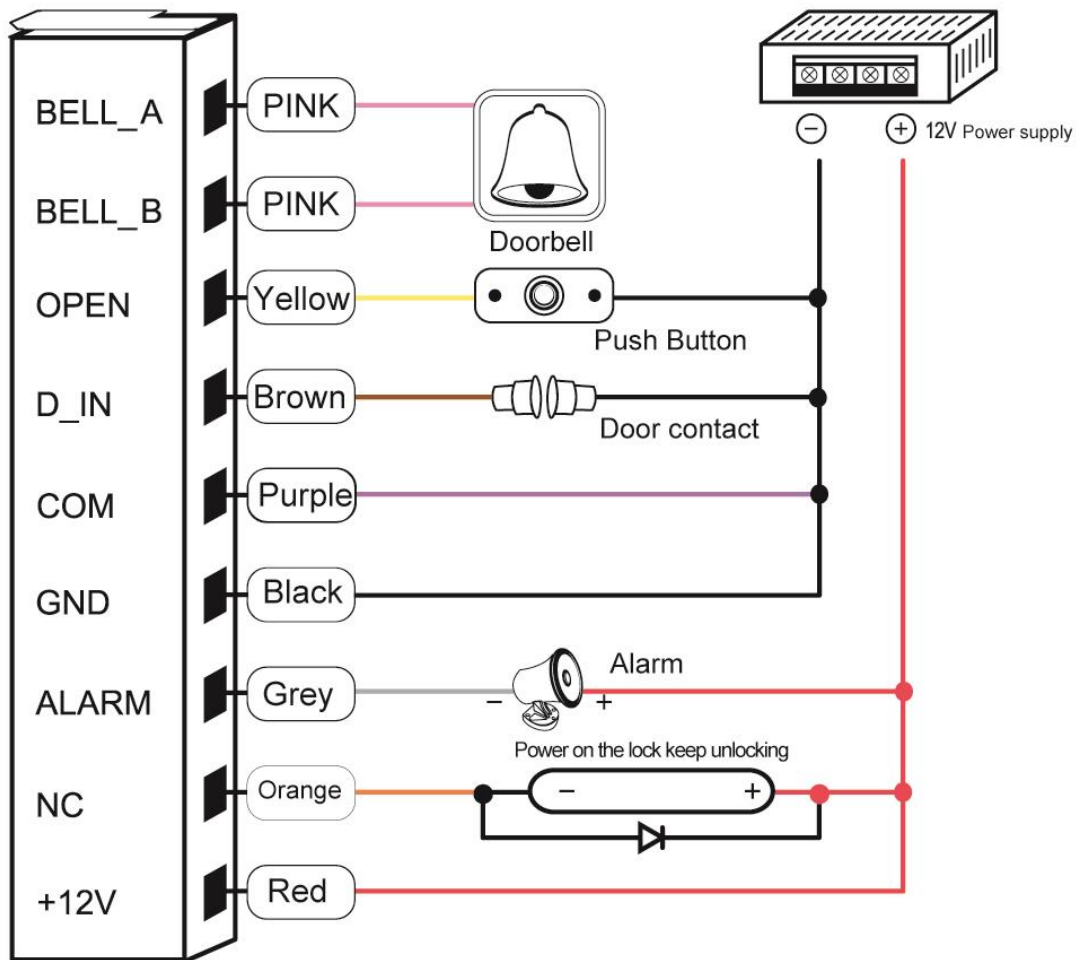 BELL_A
PINK
BELL_B
PINK
Doorbell
− + 12V Power supply
OPEN
Yellow
Push Button
D_IN
Brown
Door contact
COM
Purple
GND
Black
ALARM
Grey
− +
Alarm
Power on the lock keep unlocking
NC
Orange
− +
+12V
Red